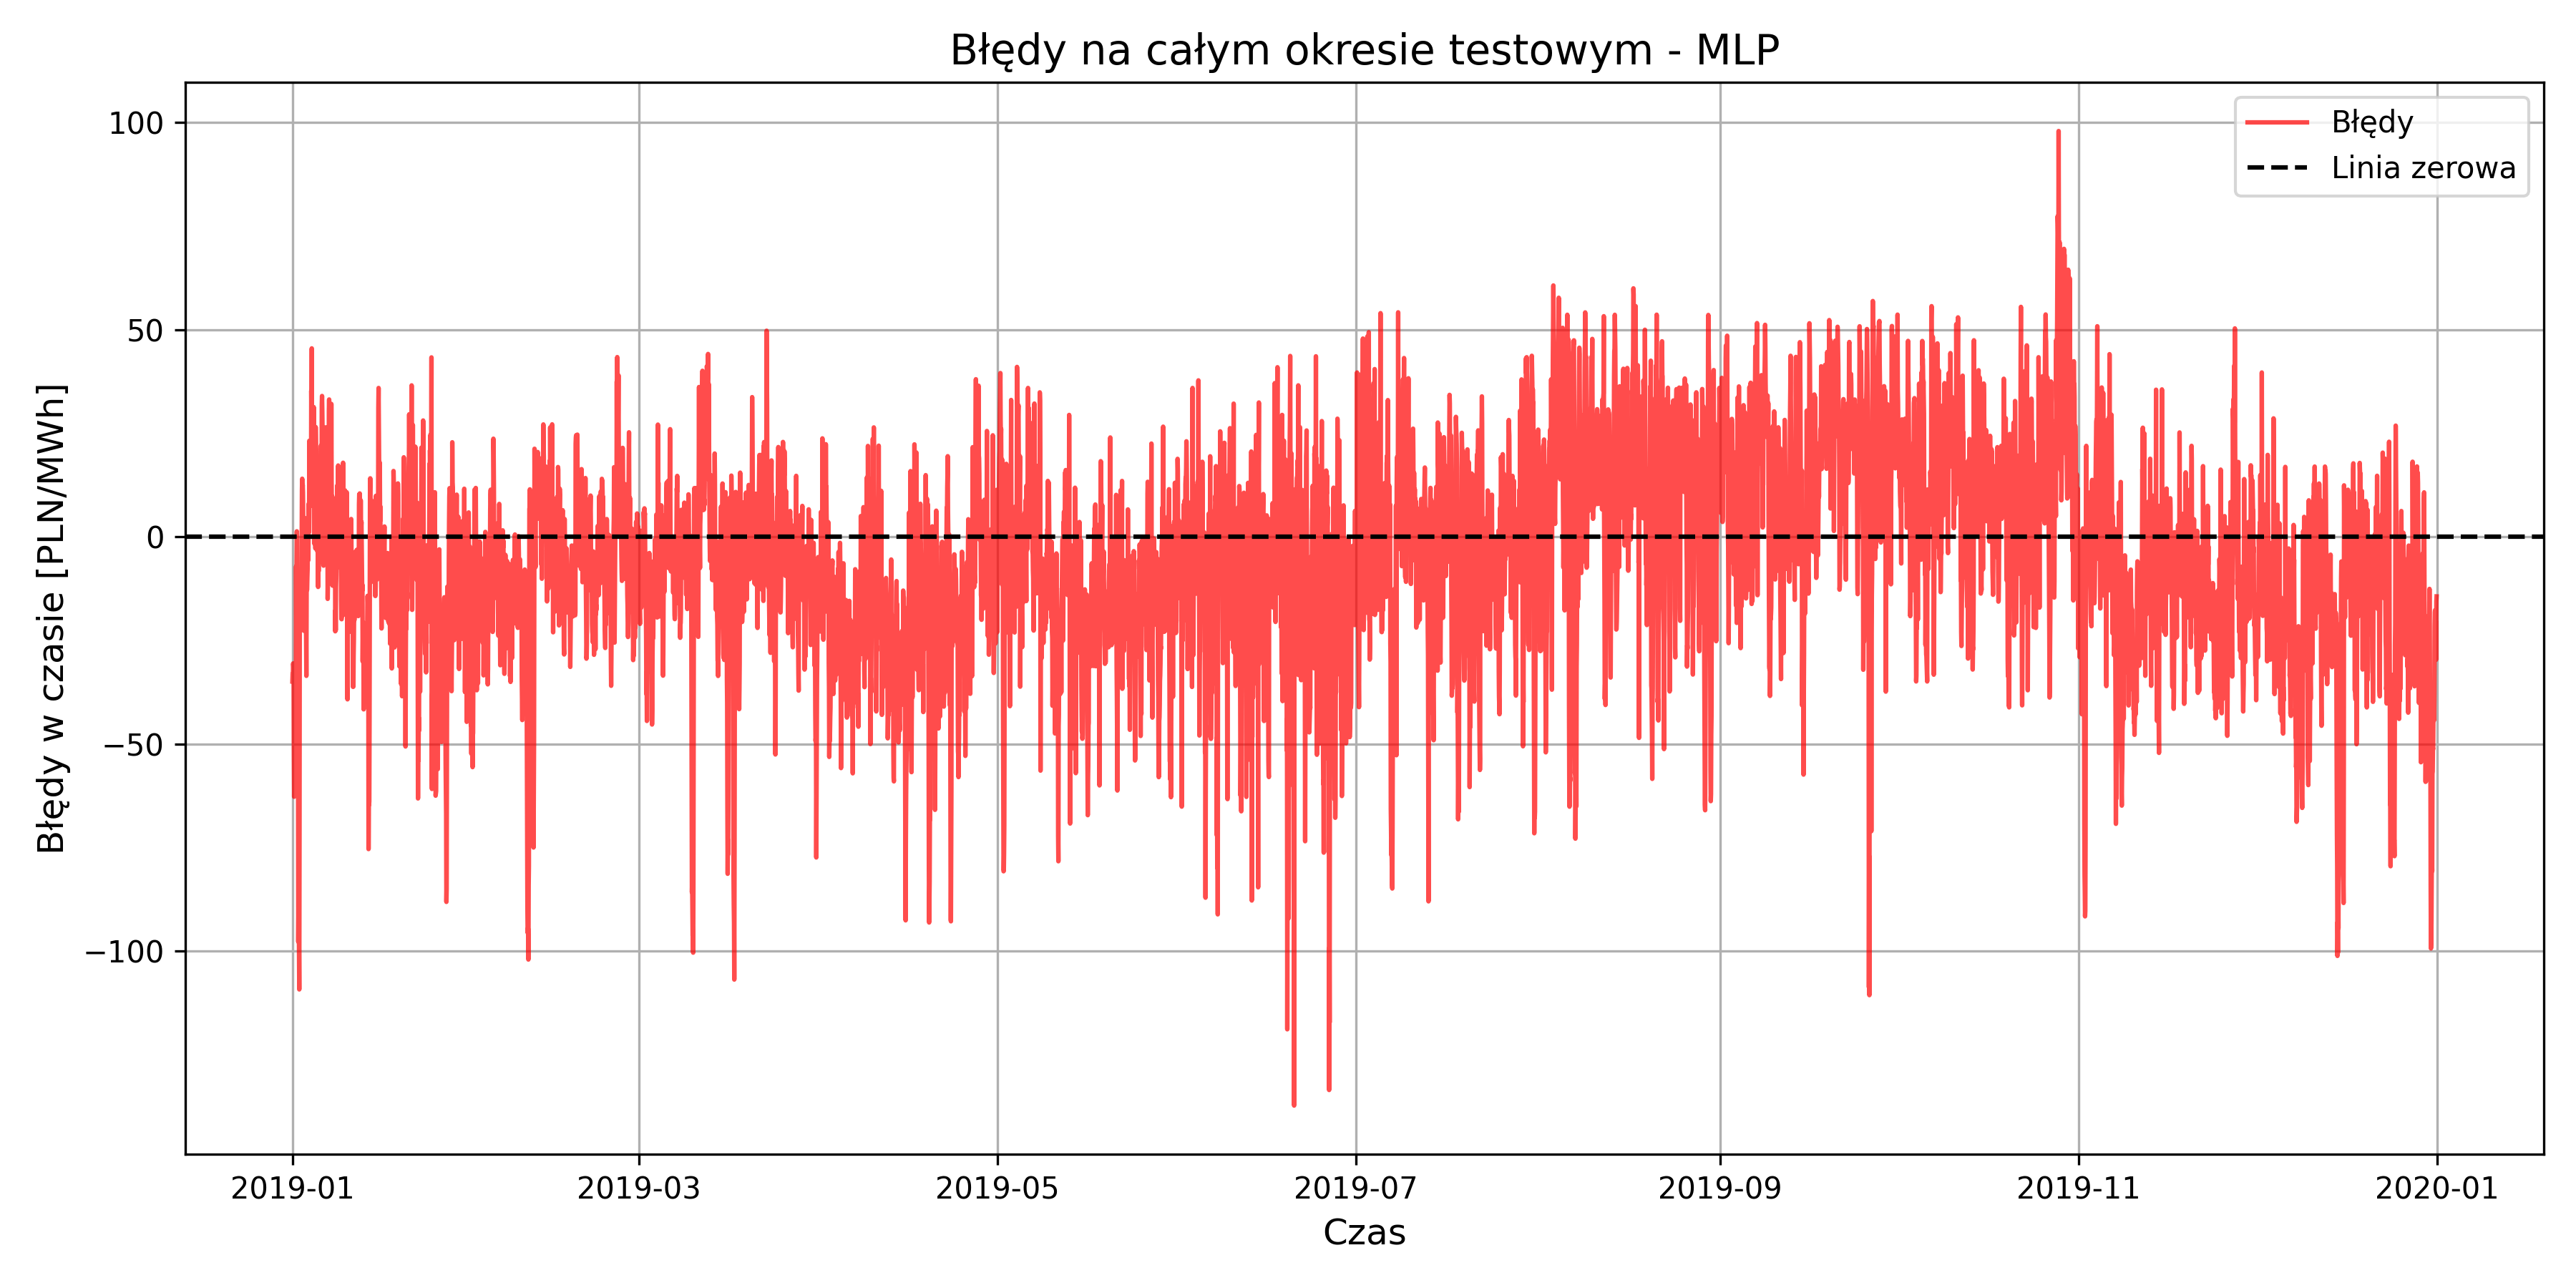 Błędy na całym okresie testowym - MLP
Błędy
Linia zerowa
Błędy w czasie [PLN/MWh]
100
50
0
−50
−100
2019-01
2019-03
2019-05
2019-07
2019-09
2019-11
2020-01
Czas